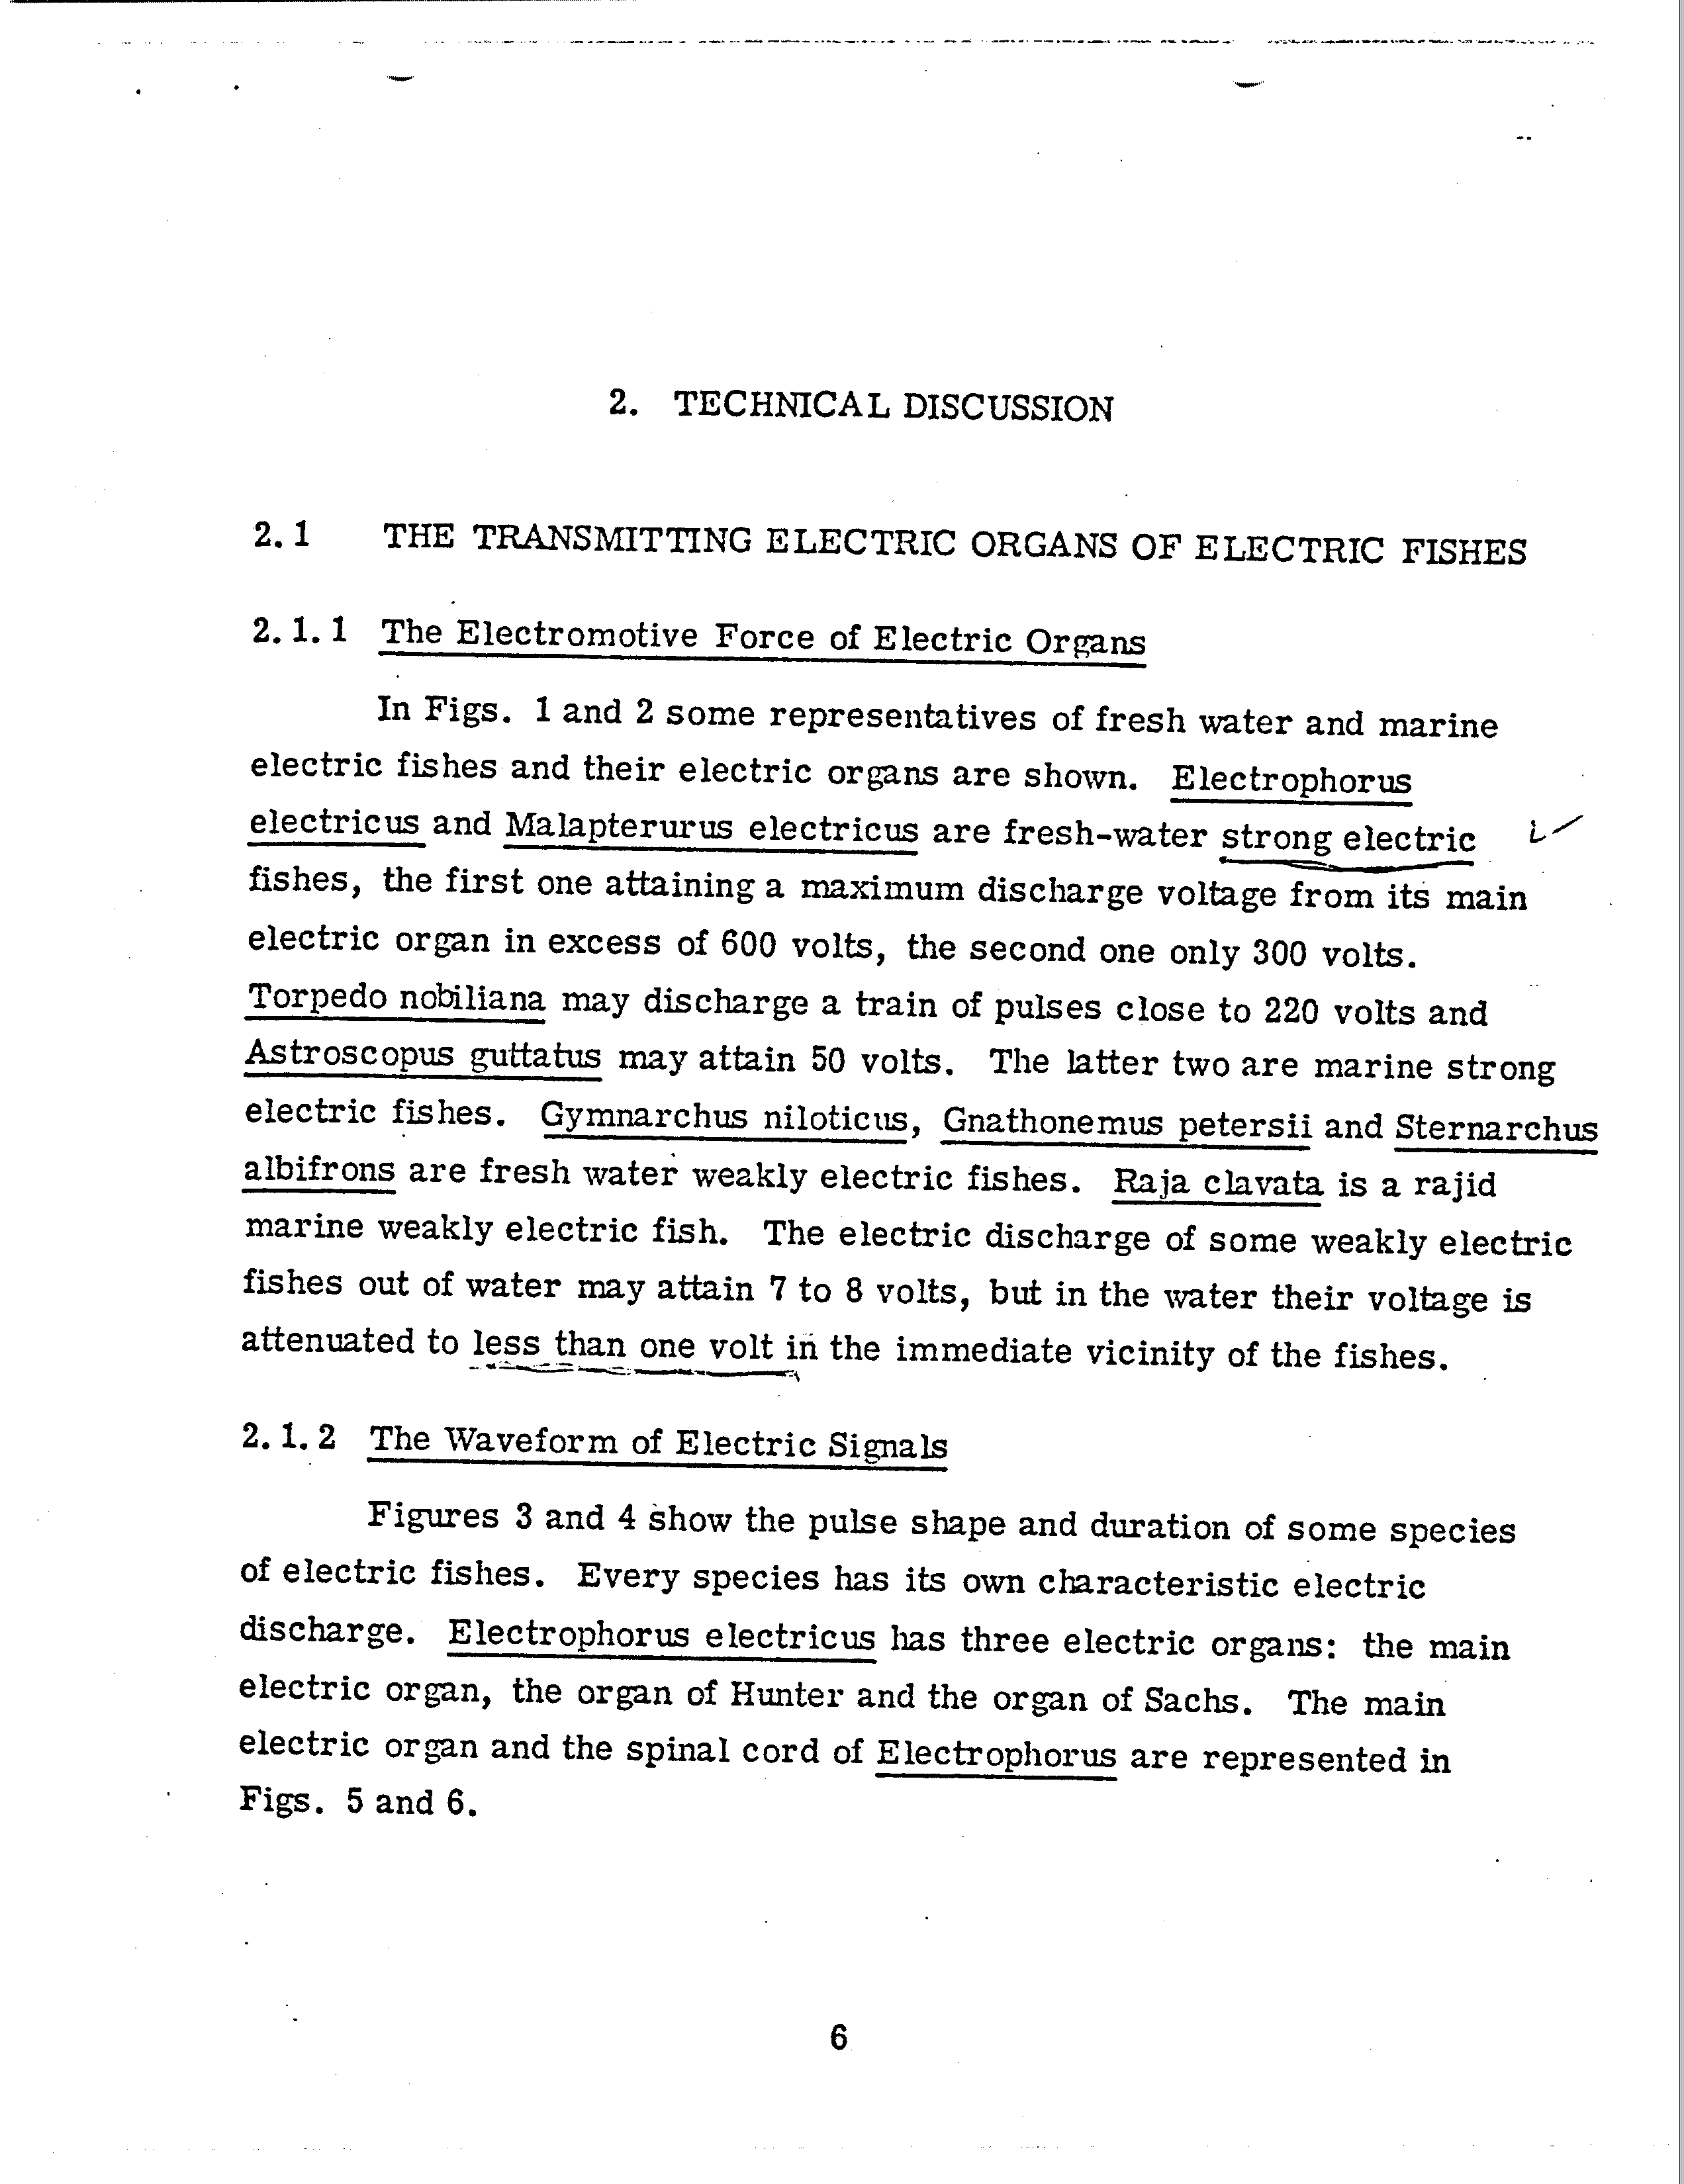 2. TECHNICAL DISCUSSION
2.1 THE TRANSMITTING ELECTRIC ORGANS OF ELECTRIC FISHES
2.1.1 The Electromotive Force of Electric Organs
In Figs. 1 and 2 some representatives of fresh water and marine
electric fishes and their electric organs are shown. Electrophorus
electricus and Malapterurus electricus are fresh-water strong electric
fishes, the first one attaining a maximum discharge voltage from its main
electric organ in excess of 600 volts, the second one only 300 volts.
Torpedo nobiliana may discharge a train of pulses close to 220 volts and
Astroscopus guttatus may attain 50 volts. The latter two are marine strong
electric fishes. Gymnarchus niloticus, Gnathonemus petersii and Sternarchus
albifrons are fresh water weakly electric fishes. Raja clavata is a rajid
marine weakly electric fish. The electric discharge of some weakly electric
fishes out of water may attain 7 to 8 volts, but in the water their voltage is
attenuated to less than one volt in the immediate vicinity of the fishes.
2.1.2 The Waveform of Electric Signals
Figures 3 and 4 show the pulse shape and duration of some species
of electric fishes. Every species has its own characteristic electric
discharge. Electrophorus electricus has three electric organs: the main
electric organ, the organ of Hunter and the organ of Sachs. The main
electric organ and the spinal cord of Electrophorus are represented in
Figs. 5 and 6.
6